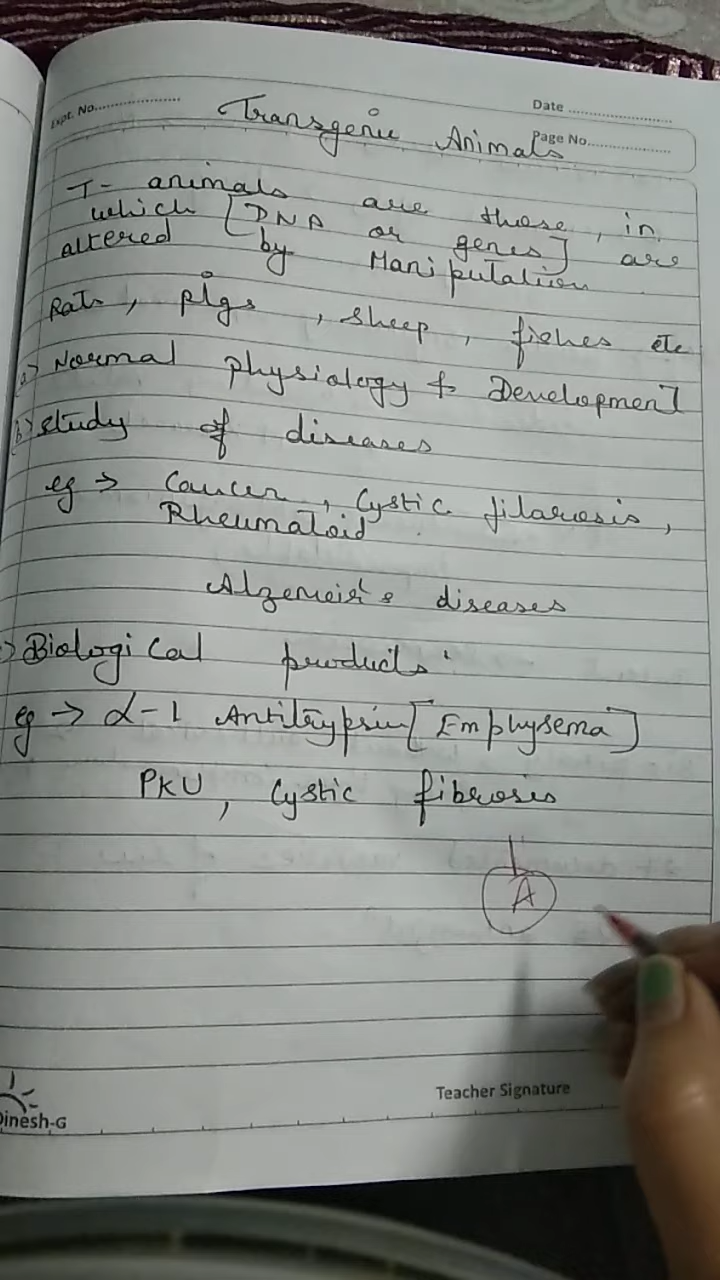 Expt. No.
Date
Page No.
Transgenic Animals
T- animals are those, in
which [DNA or genes] are
altered by Manipulation
Rats, pigs, sheep, fishes etc
a) Normal physiology & Development
b) study of diseases
eg → Cancer, Cystic fibrosis,
Rheumatoid
Alzemeir's diseases
c) Biological products
eg → α-1 Antitrypsin [Emphysema]
PKU, Cystic fibrosis
A
Teacher Signature
Dinesh-G